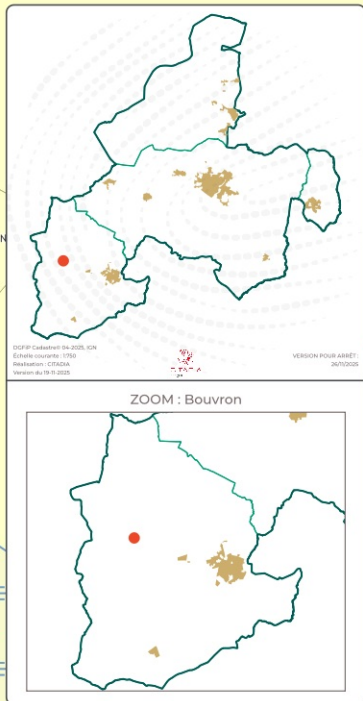 N
DGFIP Cadastre© 04-2025, IGN
Échelle courante : 1:750
Réalisation : CITADIA
Version du 19-11-2025
CITADIA
VERSION POUR ARRÊT :
26/11/2025
ZOOM : Bouvron